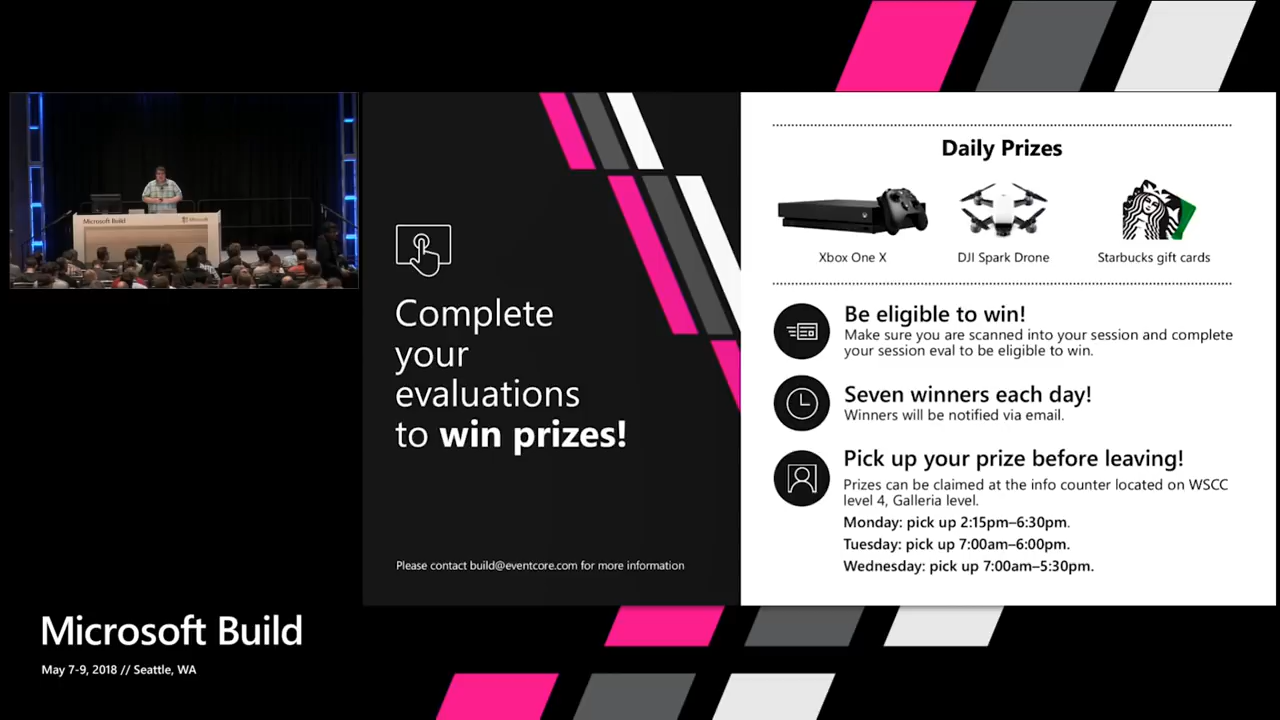 Microsoft Build
Microsoft
Complete
your
evaluations
to win prizes!
Please contact build@eventcore.com for more information
Daily Prizes
Xbox One X
DJI Spark Drone
Starbucks gift cards
Be eligible to win!
Make sure you are scanned into your session and complete
your session eval to be eligible to win.
Seven winners each day!
Winners will be notified via email.
Pick up your prize before leaving!
Prizes can be claimed at the info counter located on WSCC
level 4, Galleria level.
Monday: pick up 2:15pm–6:30pm.
Tuesday: pick up 7:00am–6:00pm.
Wednesday: pick up 7:00am–5:30pm.
Microsoft Build
May 7-9, 2018 // Seattle, WA